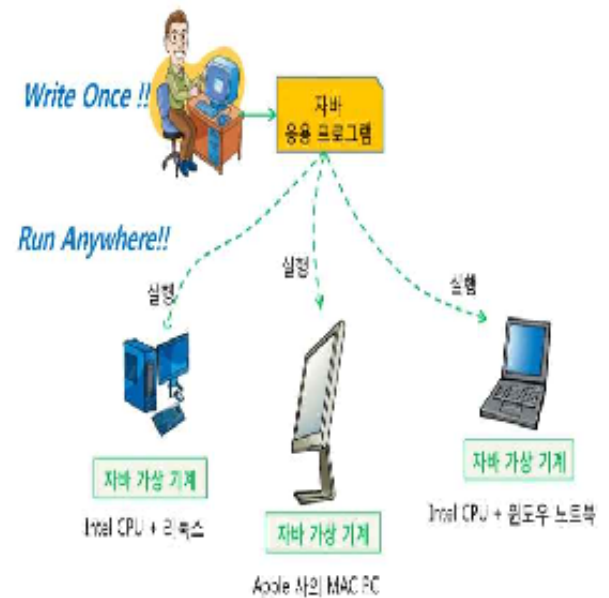 Write Once !!
자바
응용 프로그램
Run Anywhere!!
실행
실행
실행
자바 가상 기계
Intel CPU + 리눅스
자바 가상 기계
Apple 사의 MAC PC
자바 가상 기계
Intel CPU + 윈도우 노트북